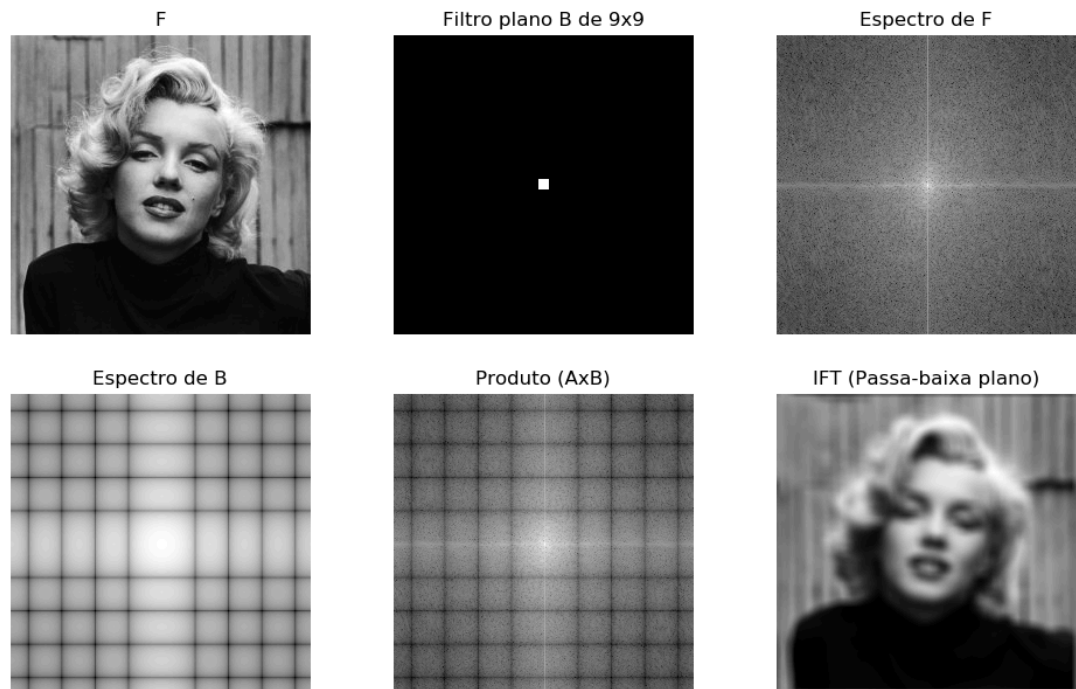 F
Filtro plano B de 9x9
Espectro de F
Espectro de B
Produto (AxB)
IFT (Passa-baixa plano)